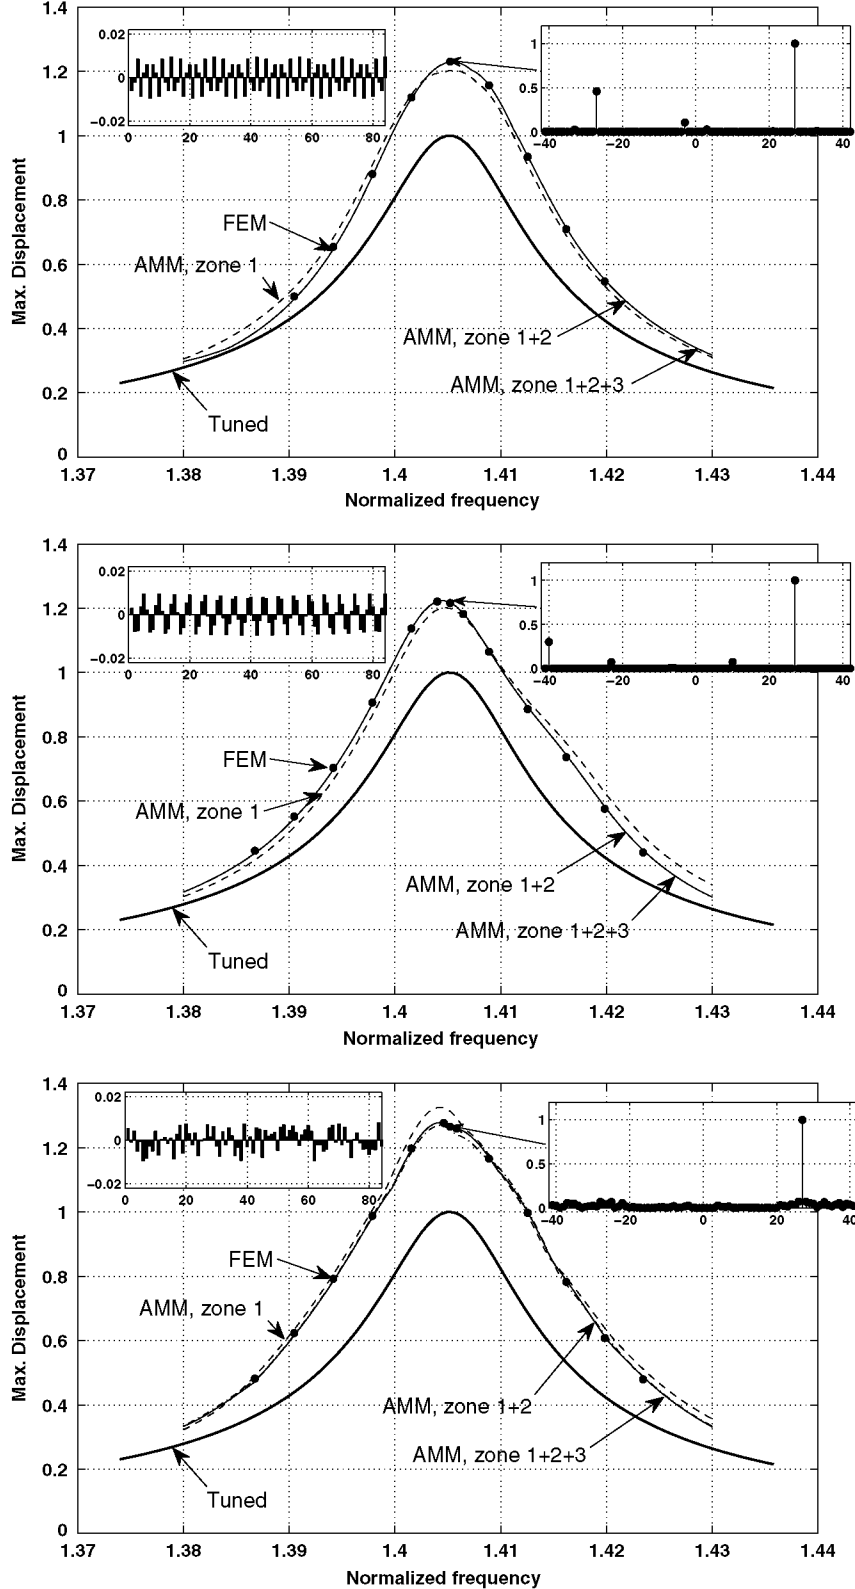 1.4
1.2
1
0.8
0.6
0.4
0.2
0
Max. Displacement
0.02
0
−0.02
0 20 40 60 80
1
0.5
0
−40 −20 0 20 40
FEM
AMM, zone 1
AMM, zone 1+2
AMM, zone 1+2+3
Tuned
1.37 1.38 1.39 1.4 1.41 1.42 1.43 1.44
Normalized frequency
1.4
1.2
1
0.8
0.6
0.4
0.2
0
Max. Displacement
0.02
0
−0.02
0 20 40 60 80
1
0.5
0
−40 −20 0 20 40
FEM
AMM, zone 1
AMM, zone 1+2
AMM, zone 1+2+3
Tuned
1.37 1.38 1.39 1.4 1.41 1.42 1.43 1.44
Normalized frequency
1.4
1.2
1
0.8
0.6
0.4
0.2
0
Max. Displacement
0.02
0
−0.02
0 20 40 60 80
1
0.5
0
−40 −20 0 20 40
FEM
AMM, zone 1
AMM, zone 1+2
AMM, zone 1+2+3
Tuned
1.37 1.38 1.39 1.4 1.41 1.42 1.43 1.44
Normalized frequency